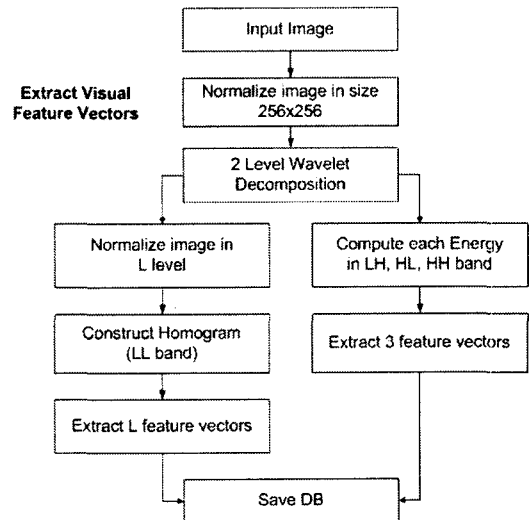 Input Image
Extract Visual
Feature Vectors
Normalize image in size
256x256
2 Level Wavelet
Decomposition
Normalize image in
L level
Compute each Energy
in LH, HL, HH band
Construct Homogram
(LL band)
Extract 3 feature vectors
Extract L feature vectors
Save DB